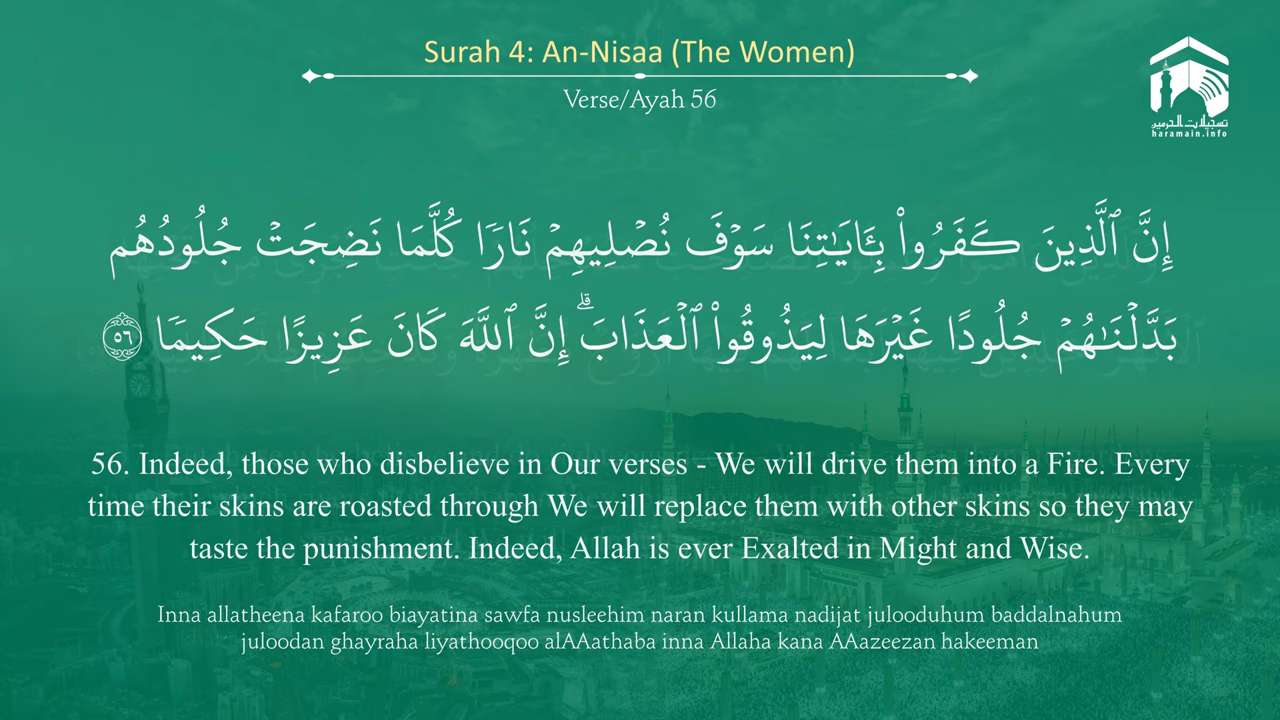 Surah 4: An-Nisaa (The Women)
Verse/Ayah 56
تسجيلات الحرمين
haramain.info
إِنَّ ٱلَّذِينَ كَفَرُوا۟ بِـَٔايَـٰتِنَا سَوْفَ نُصْلِيهِمْ نَارًۭا كُلَّمَا نَضِجَتْ جُلُودُهُم
بَدَّلْنَـٰهُمْ جُلُودًا غَيْرَهَا لِيَذُوقُوا۟ ٱلْعَذَابَ ۗ إِنَّ ٱللَّهَ كَانَ عَزِيزًا حَكِيمًۭا ٥٦
56. Indeed, those who disbelieve in Our verses - We will drive them into a Fire. Every
time their skins are roasted through We will replace them with other skins so they may
taste the punishment. Indeed, Allah is ever Exalted in Might and Wise.
Inna allatheena kafaroo biayatina sawfa nusleehim naran kullama nadijat julooduhum baddalnahum
juloodan ghayraha liyathooqoo alAAathaba inna Allaha kana AAazeezan hakeeman